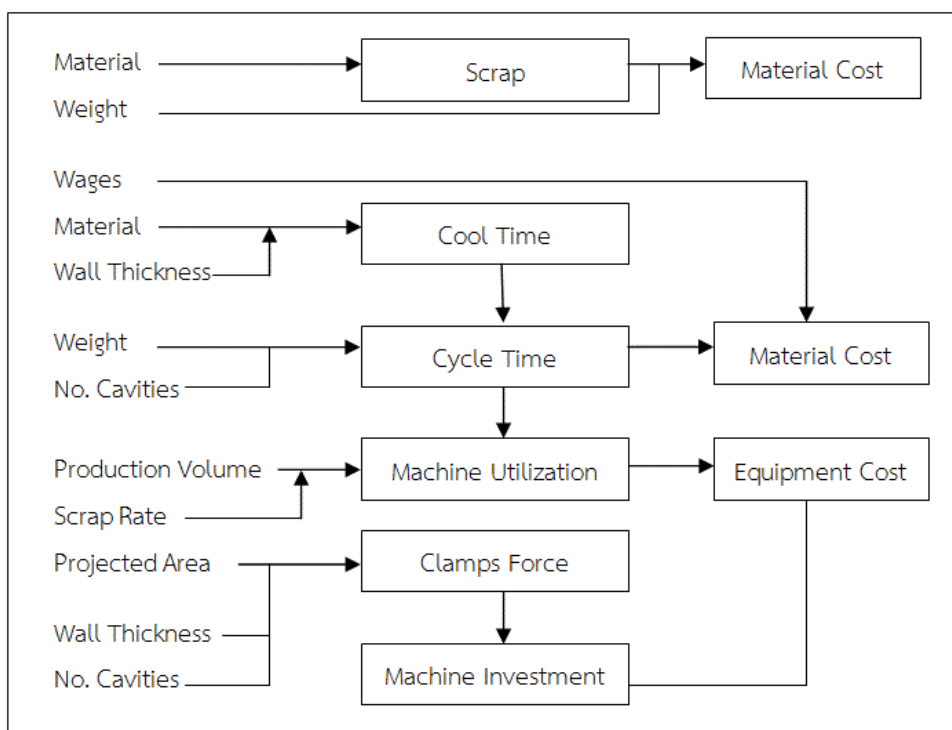 Material
Scrap
Material Cost
Weight
Wages
Material
Cool Time
Wall Thickness
Weight
Cycle Time
Material Cost
No. Cavities
Production Volume
Machine Utilization
Equipment Cost
Scrap Rate
Projected Area
Clamps Force
Wall Thickness
No. Cavities
Machine Investment